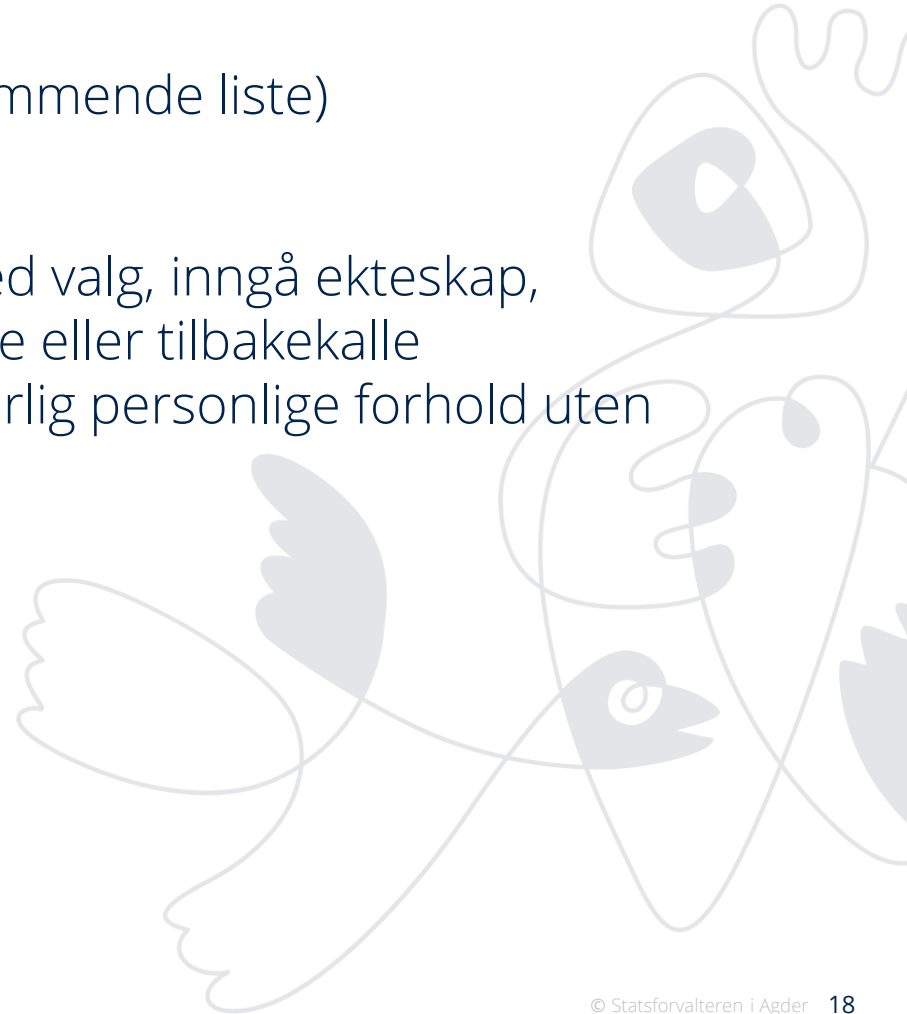 mmende liste)
ed valg, inngå ekteskap,
e eller tilbakekalle
rlig personlige forhold uten
© Statsforvalteren i Agder 18